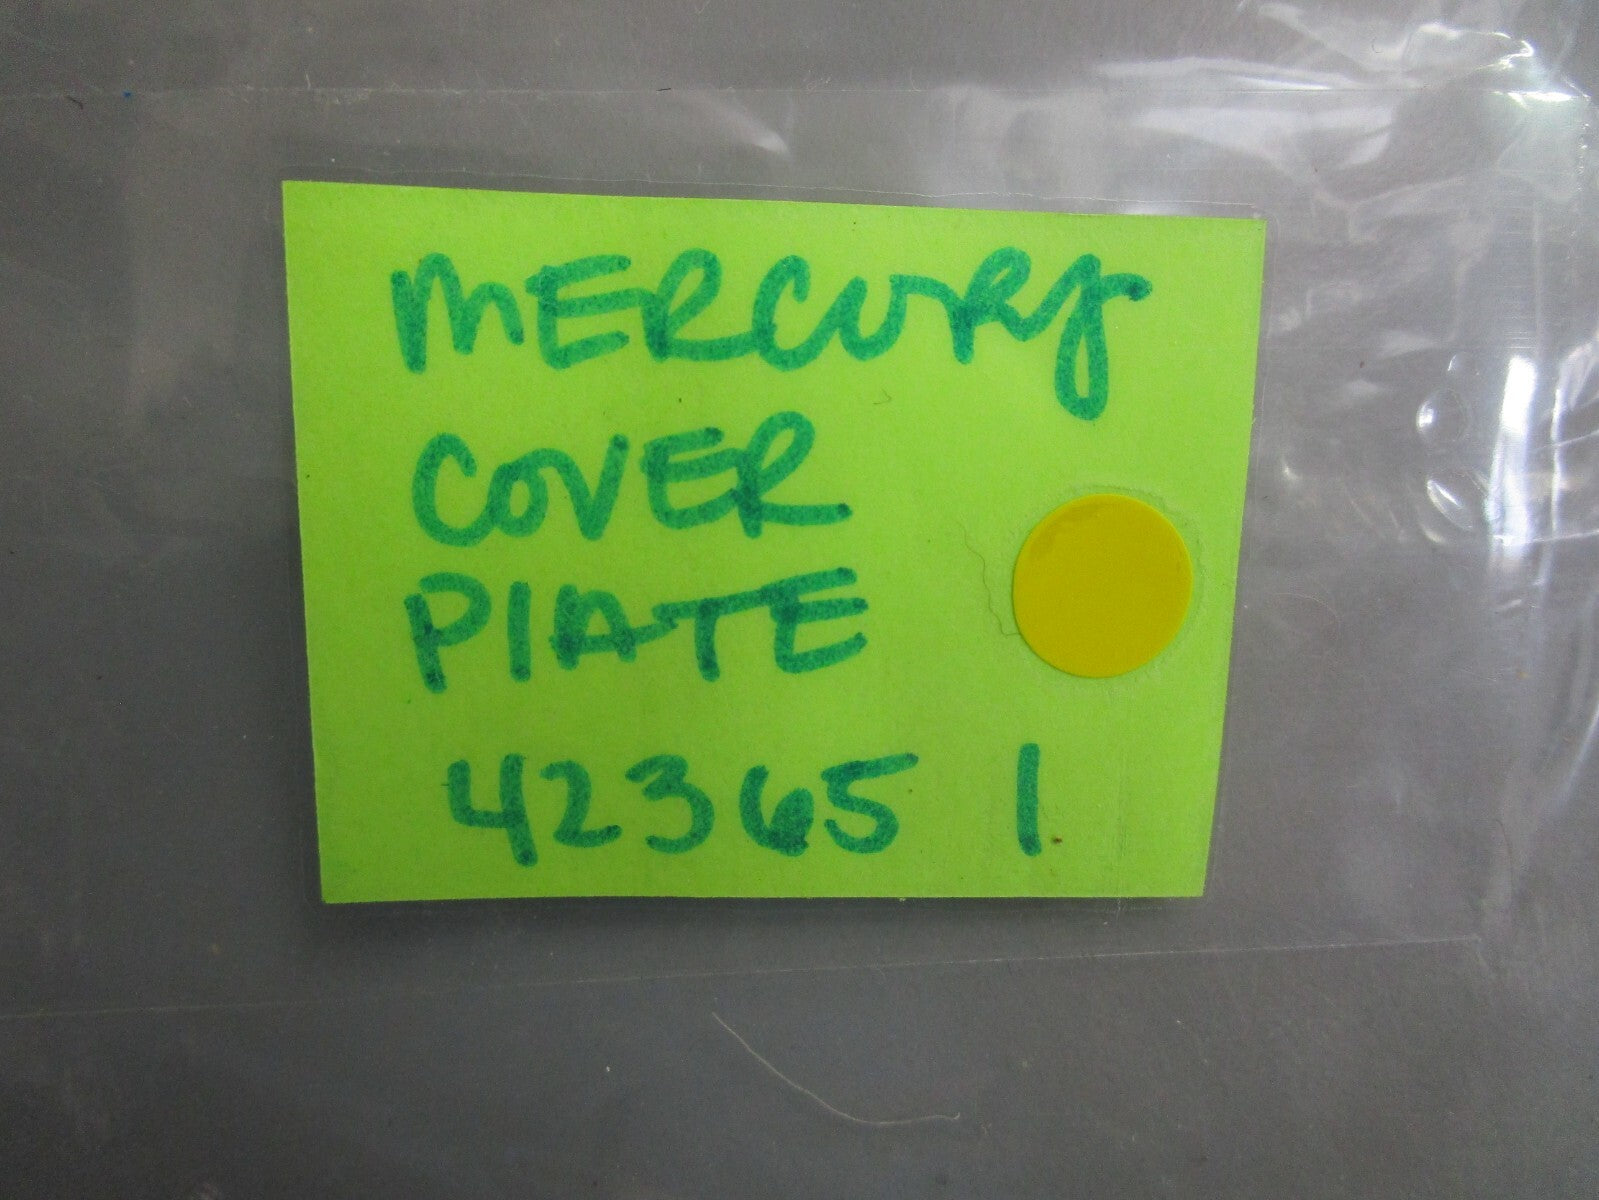 MERCURY
COVER
PLATE
42365 1